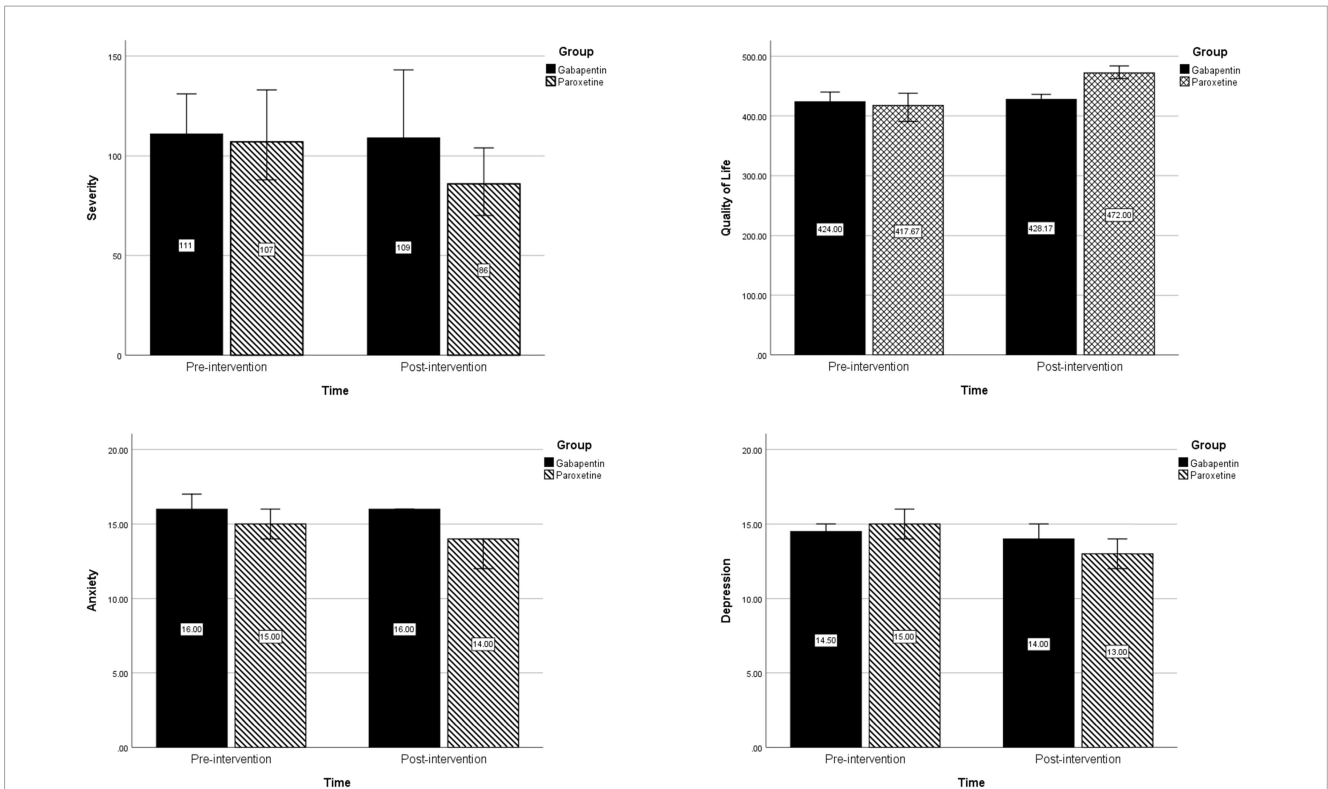 150
100
50
0
Severity
111
107
109
86
Pre-intervention
Post-intervention
Time
Group
Gabapentin
Paroxetine
500.00
400.00
300.00
200.00
100.00
.00
Quality of Life
424.00
417.67
428.17
472.00
Pre-intervention
Post-intervention
Time
Group
Gabapentin
Paroxetine
20.00
15.00
10.00
5.00
.00
Anxiety
16.00
15.00
16.00
14.00
Pre-intervention
Post-intervention
Time
Group
Gabapentin
Paroxetine
20.00
15.00
10.00
5.00
.00
Depression
14.50
15.00
14.00
13.00
Pre-intervention
Post-intervention
Time
Group
Gabapentin
Paroxetine